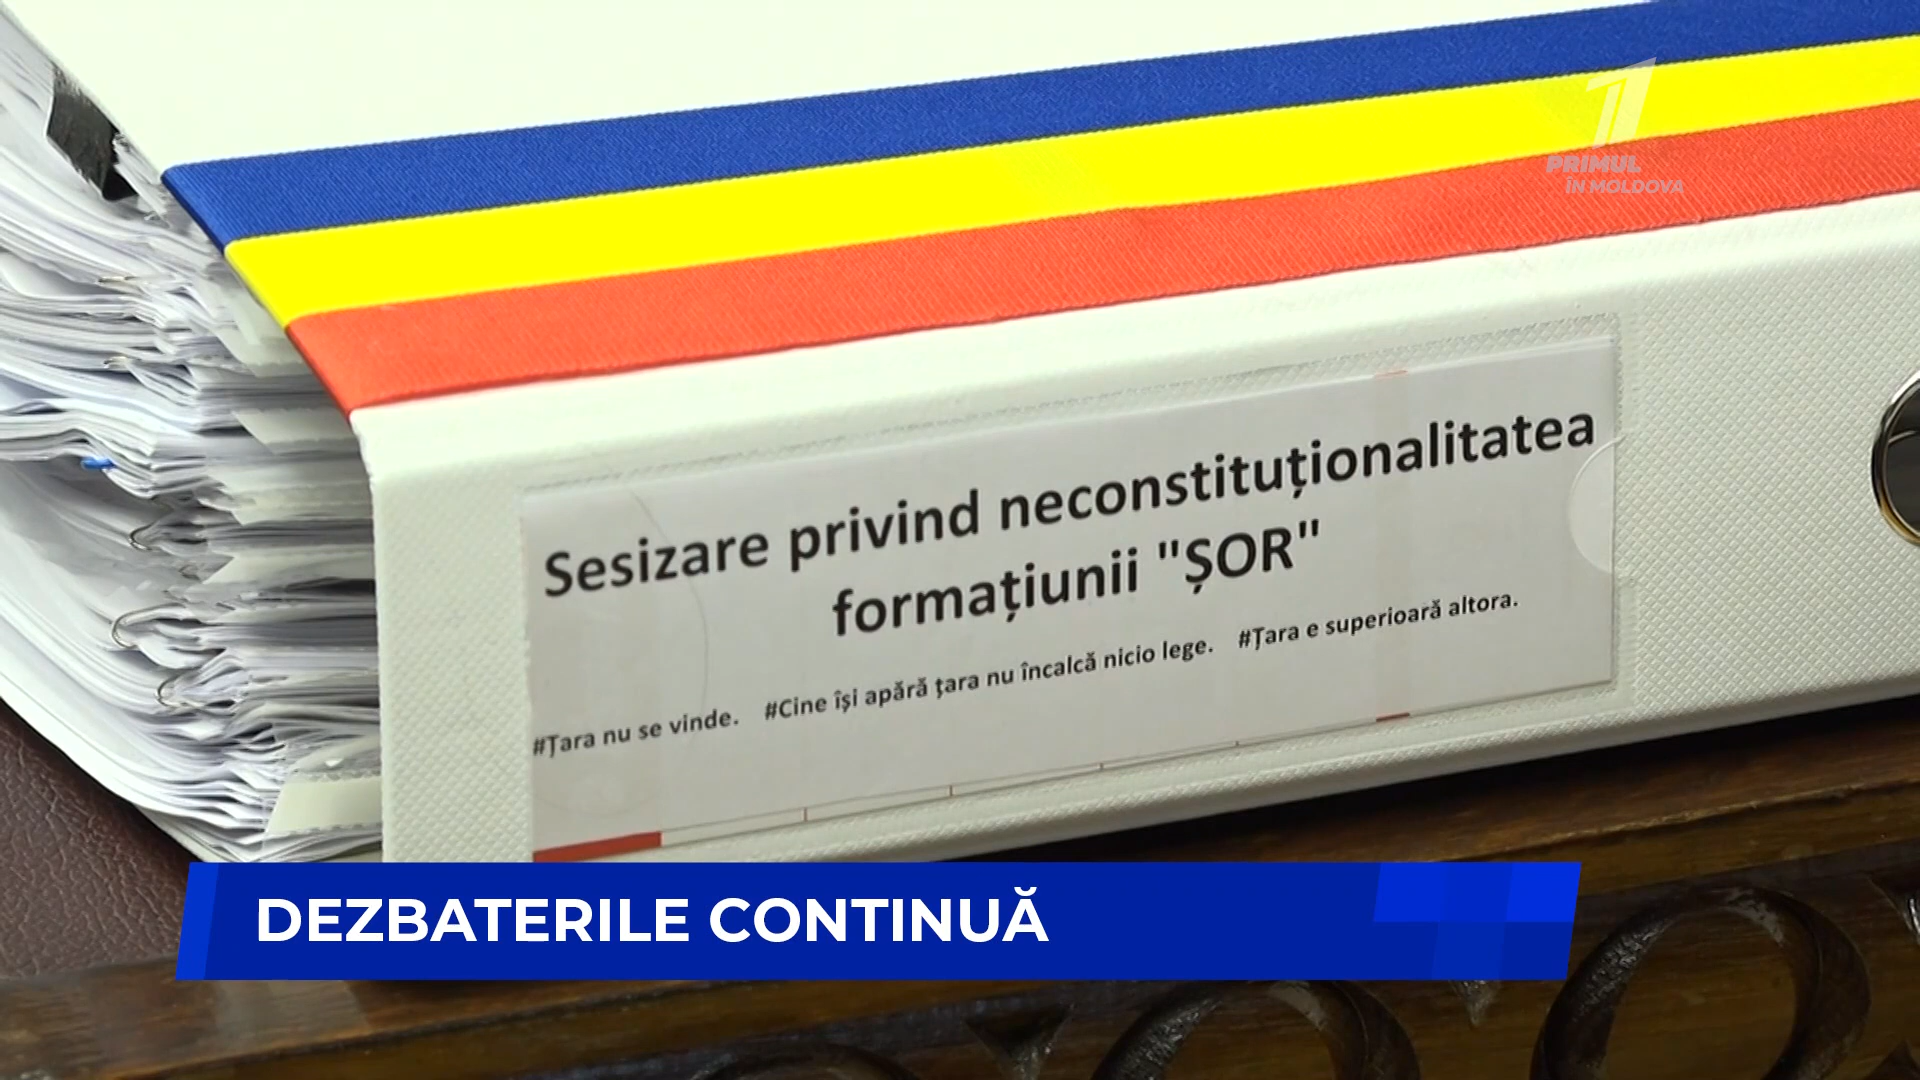 1
PRIMUL
ÎN MOLDOVA
Sesizare privind neconstituționalitatea
formațiunii "ȘOR"
#Țara nu se vinde. #Cine își apără țara nu încalcă nicio lege. #Țara e superioară altora.
DEZBATERILE CONTINUĂ